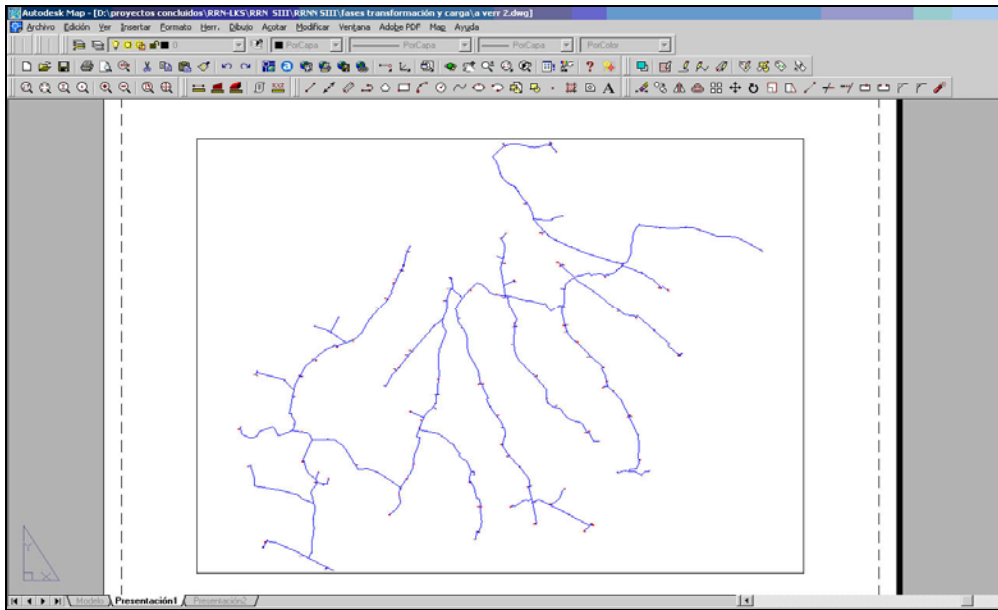 Autodesk Map - [D:\proyectos concluidos\RRN-LKS\RRN SIII\RRNN SIII\fases transformación y carga\a verr 2.dwg]
Archivo Edición Ver Insertar Formato Herr. Dibujo Acotar Modificar Ventana Adobe PDF Map Ayuda
0 PorCapa PorCapa PorCapa PorColor
A
Y
X
Modelo Presentación1 Presentación2